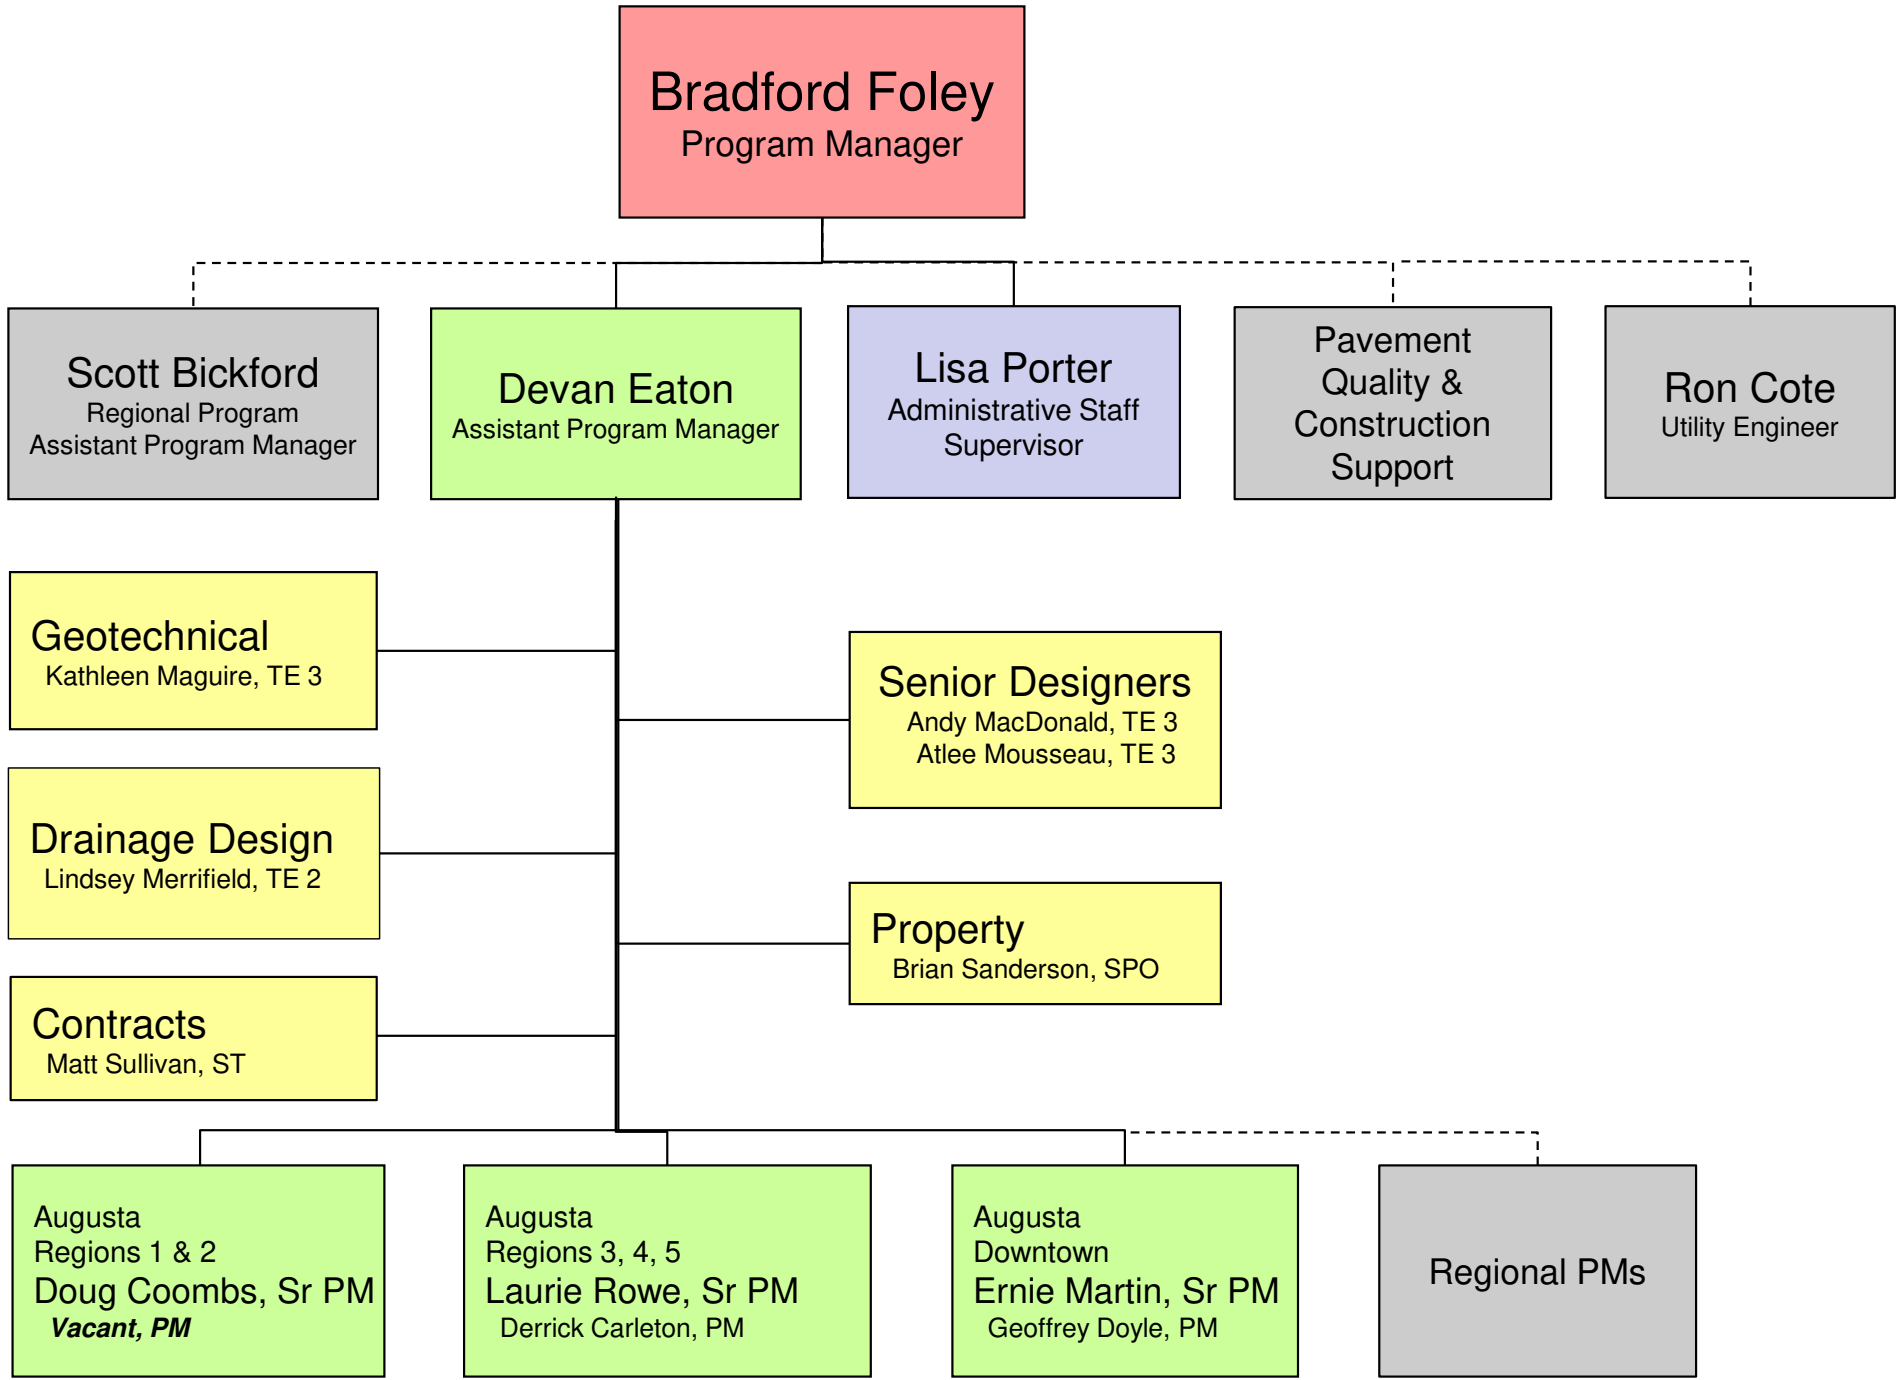 Bradford Foley
Program Manager
Scott Bickford
Regional Program
Assistant Program Manager
Devan Eaton
Assistant Program Manager
Lisa Porter
Administrative Staff
Supervisor
Pavement
Quality &
Construction
Support
Ron Cote
Utility Engineer
Geotechnical
Kathleen Maguire, TE 3
Senior Designers
Andy MacDonald, TE 3
Atlee Mousseau, TE 3
Drainage Design
Lindsey Merrifield, TE 2
Property
Brian Sanderson, SPO
Contracts
Matt Sullivan, ST
Augusta
Regions 1 & 2
Doug Coombs, Sr PM
Vacant, PM
Augusta
Regions 3, 4, 5
Laurie Rowe, Sr PM
Derrick Carleton, PM
Augusta
Downtown
Ernie Martin, Sr PM
Geoffrey Doyle, PM
Regional PMs